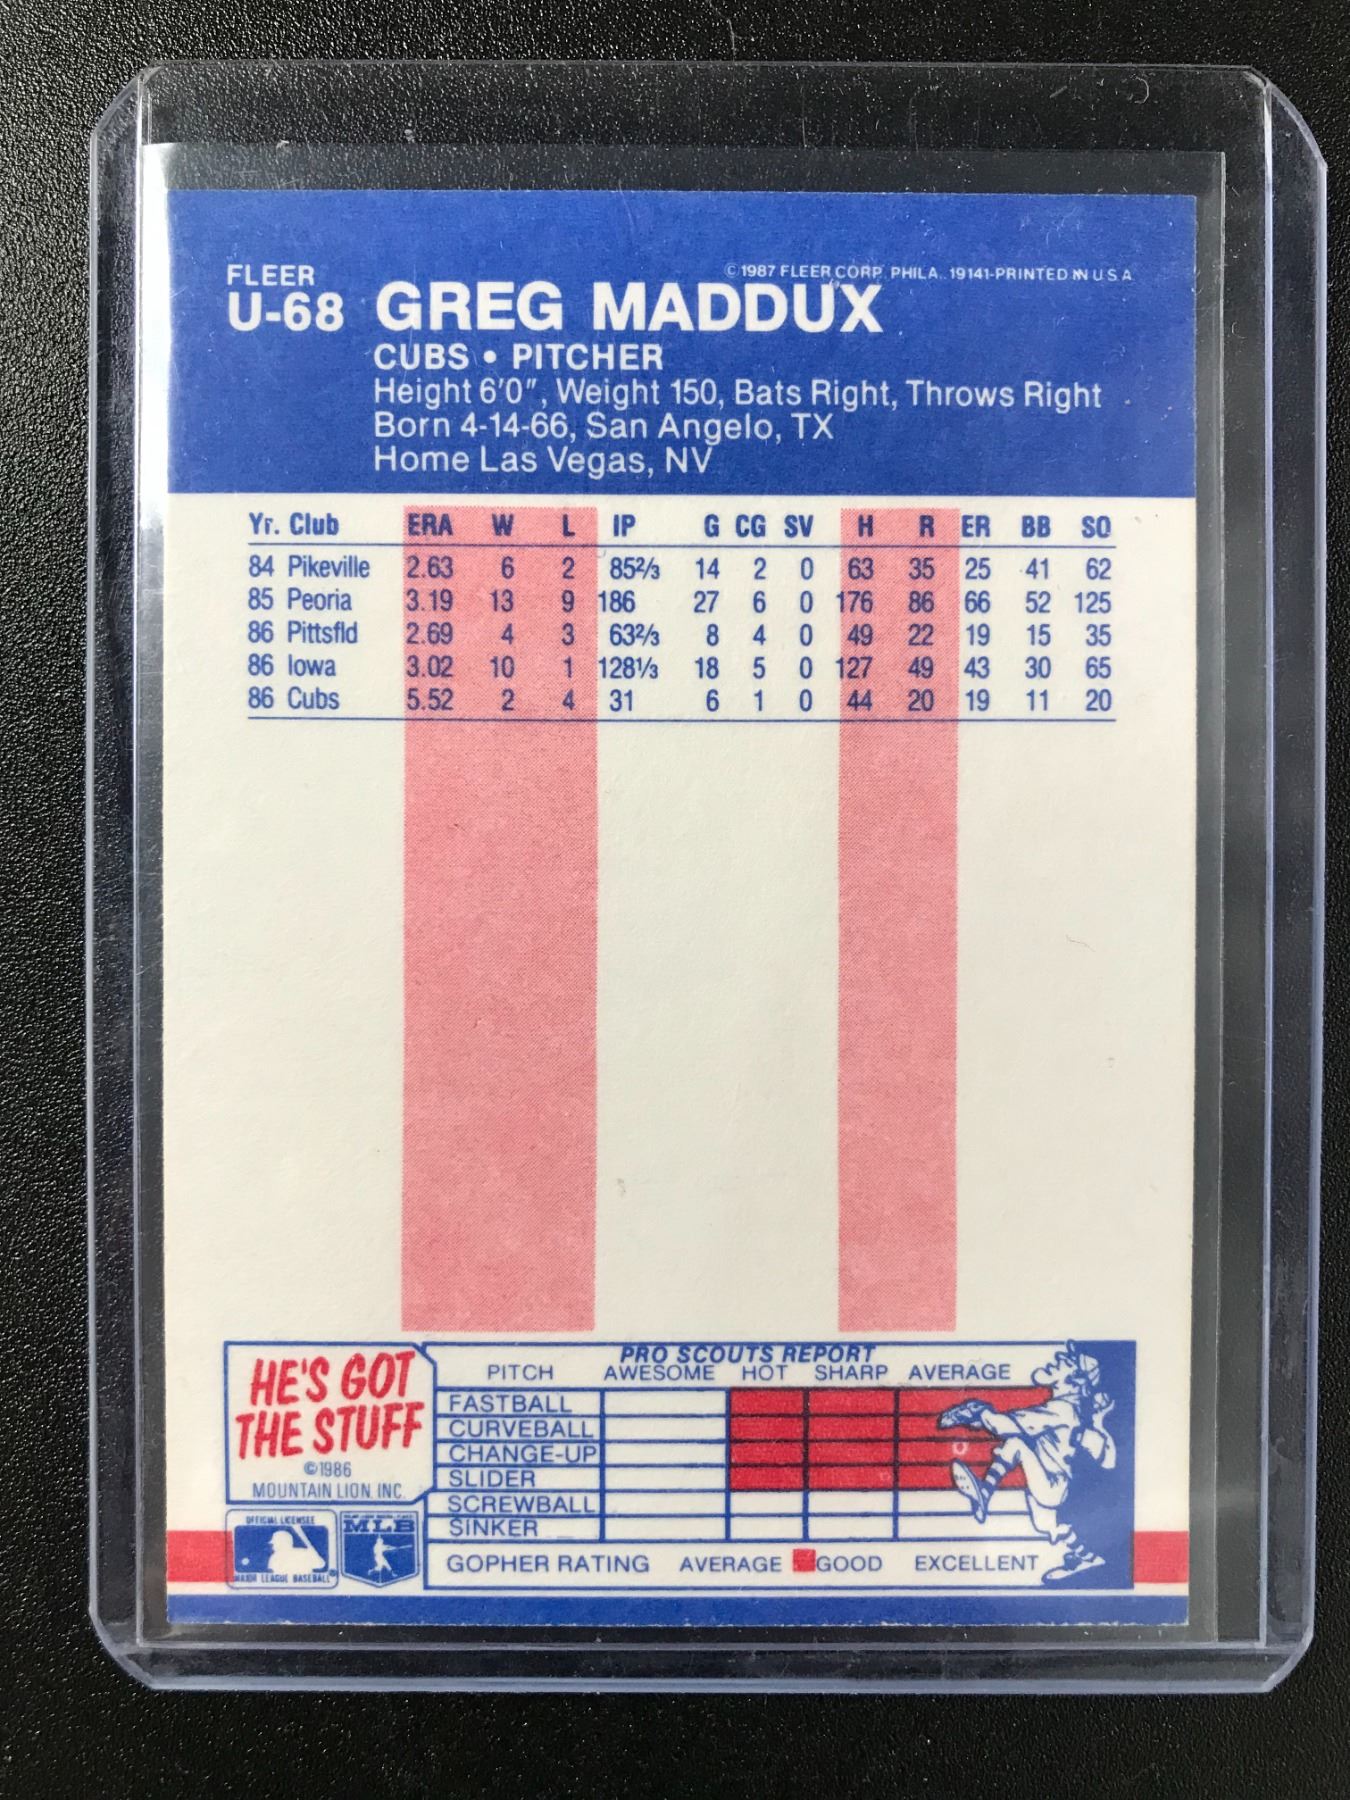 FLEER
U-68
©1987 FLEER CORP. PHILA., 19141-PRINTED IN U.S.A.
GREG MADDUX
CUBS • PITCHER
Height 6'0", Weight 150, Bats Right, Throws Right
Born 4-14-66, San Angelo, TX
Home Las Vegas, NV
Yr. Club ERA W L IP G CG SV H R ER BB SO
84 Pikeville 2.63 6 2 85⅔ 14 2 0 63 35 25 41 62
85 Peoria 3.19 13 9 186 27 6 0 176 86 66 52 125
86 Pittsfld 2.69 4 3 63⅔ 8 4 0 49 22 19 15 35
86 Iowa 3.02 10 1 128⅓ 18 5 0 127 49 43 30 65
86 Cubs 5.52 2 4 31 6 1 0 44 20 19 11 20
HE'S GOT
THE STUFF
©1986
MOUNTAIN LION, INC.
PRO SCOUTS REPORT
PITCH AWESOME HOT SHARP AVERAGE
FASTBALL
CURVEBALL
CHANGE-UP
SLIDER
SCREWBALL
SINKER
GOPHER RATING AVERAGE GOOD EXCELLENT
OFFICIAL LICENSEE
MAJOR LEAGUE BASEBALL
MLB